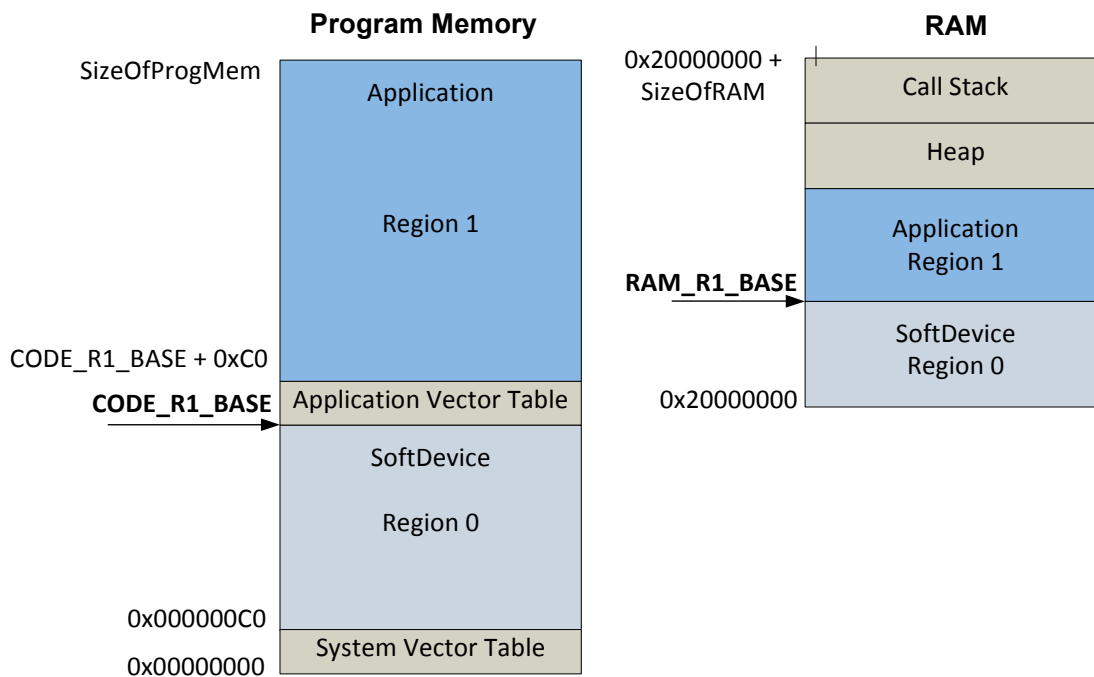 Program Memory
SizeOfProgMem
Application
Region 1
CODE_R1_BASE + 0xC0
Application Vector Table
CODE_R1_BASE
SoftDevice
Region 0
0x000000C0
System Vector Table
0x00000000
RAM
0x20000000 +
SizeOfRAM
Call Stack
Heap
Application
Region 1
RAM_R1_BASE
SoftDevice
Region 0
0x20000000